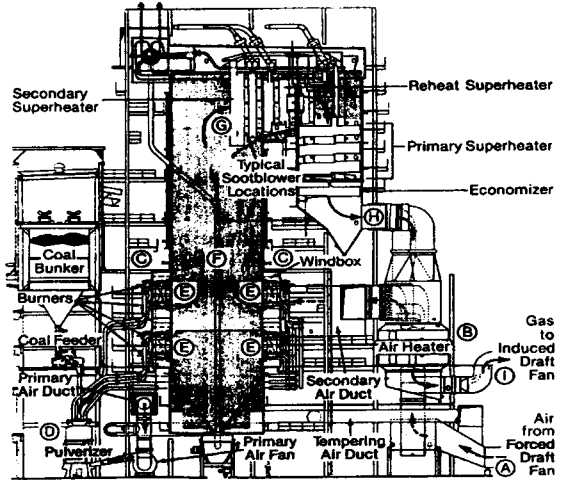 Secondary
Superheater
Reheat Superheater
G
Primary Superheater
Typical
Sootblower
Locations
Economizer
H
Coal
Bunker
C
F
C
Windbox
Burners
E
E
Coal Feeder
E
E
B
Air Heater
Gas
to
Induced
Draft
Fan
I
Primary
Air Duct
Secondary
Air Duct
D
Pulverizer
Primary
Air Fan
Tempering
Air Duct
Air
from
Forced
Draft
Fan
A